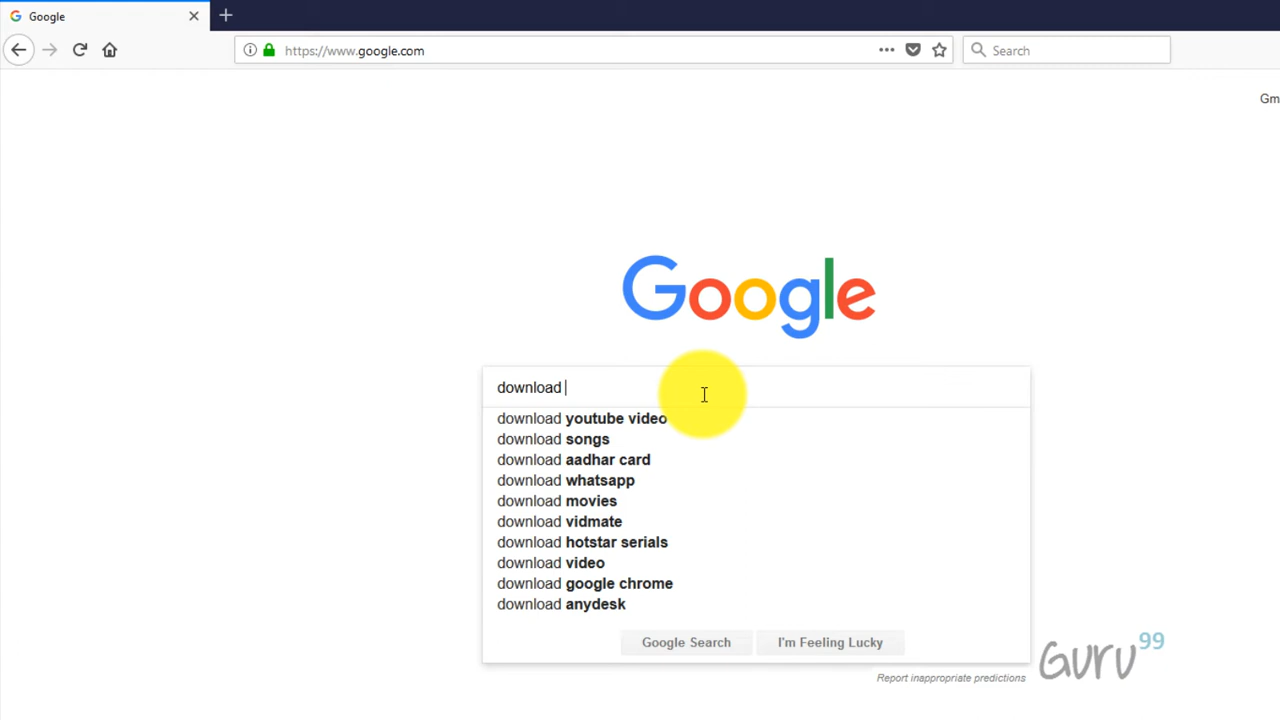 Google
https://www.google.com
Search
Gm
Google
download
download youtube video
download songs
download aadhar card
download whatsapp
download movies
download vidmate
download hotstar serials
download video
download google chrome
download anydesk
Google Search
I'm Feeling Lucky
Guru99
Report inappropriate predictions